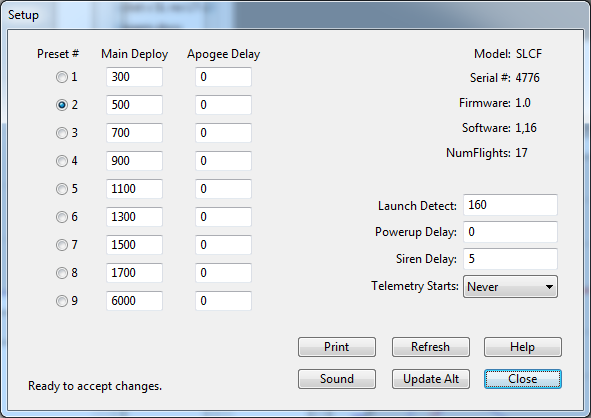 Setup
Preset # Main Deploy Apogee Delay
1 300 0
2 500 0
3 700 0
4 900 0
5 1100 0
6 1300 0
7 1500 0
8 1700 0
9 6000 0
Model: SLCF
Serial #: 4776
Firmware: 1.0
Software: 1,16
NumFlights: 17
Launch Detect: 160
Powerup Delay: 0
Siren Delay: 5
Telemetry Starts: Never
Print Refresh Help
Sound Update Alt Close
Ready to accept changes.